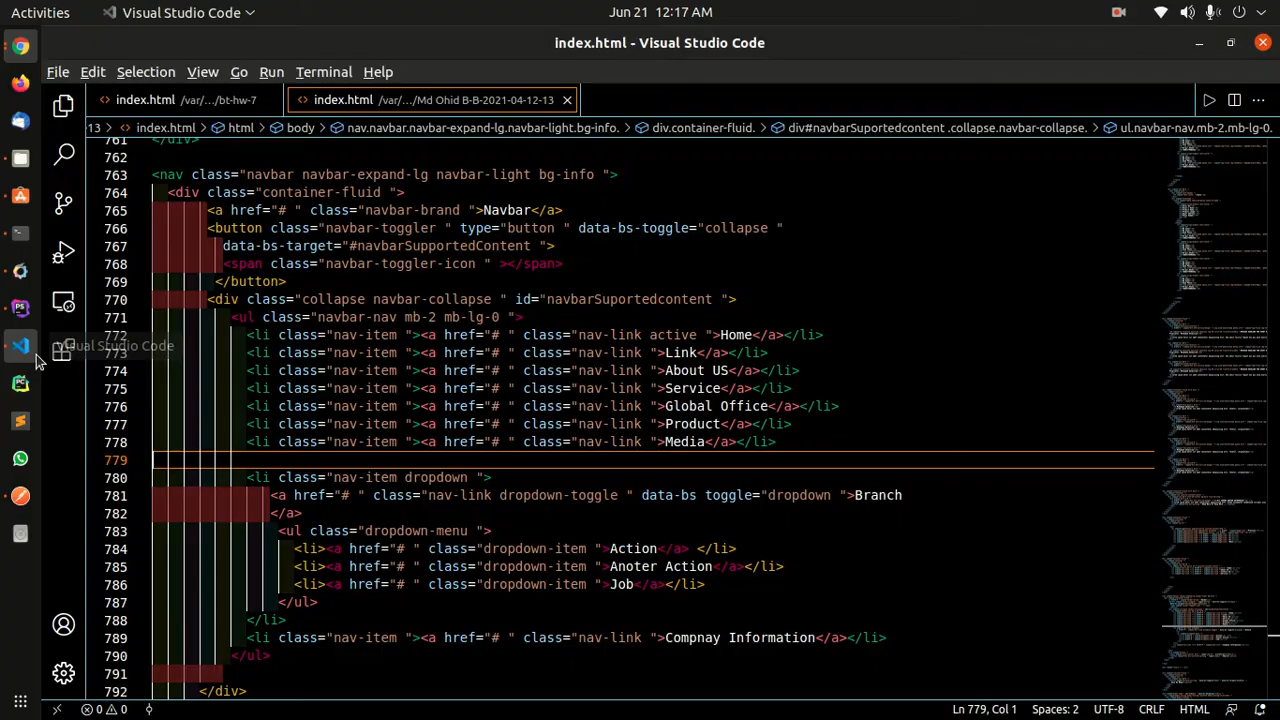 Activities
Visual Studio Code
Jun 21 12:17 AM
index.html - Visual Studio Code
File Edit Selection View Go Run Terminal Help
index.html /var/.../bt-hw-7
index.html /var/.../Md Ohid B-B-2021-04-12-13
13 > index.html > html > body > nav.navbar.navbar-expand-lg.navbar-light.bg-info. > div.container-fluid. > div#navbarSuportedcontent .collapse.navbar-collapse. > ul.navbar-nav.mb-2.mb-lg-0.
761 </div>
762
763 <nav class="navbar navbar-expand-lg navbar-light bg-info ">
764 <div class="container-fluid ">
765 <a href="# " class="navbar-brand ">Navbar</a>
766 <button class="navbar-toggler " type="button " data-bs-toggle="collapse "
767 data-bs-target="#navbarSupportedcontent ">
768 <span class="navbar-toggler-icon " ></span>
769 </button>
770 <div class="collapse navbar-collapse " id="navbarSuportedcontent ">
771 <ul class="navbar-nav mb-2 mb-lg-0 ">
772 <li class="nav-item "><a href="# " class="nav-link active ">Home</a></li>
773 <li class="nav-item "><a href="# " class="nav-link ">Link</a></li>
Visual Studio Code
774 <li class="nav-item "><a href="# " class="nav-link ">About US</a></li>
775 <li class="nav-item "><a href="# " class="nav-link ">Service</a></li>
776 <li class="nav-item "><a href="# " class="nav-link ">Global Office</a></li>
777 <li class="nav-item "><a href="# " class="nav-link ">Product</a></li>
778 <li class="nav-item "><a href="# " class="nav-link ">Media</a></li>
779
780 <li class="nav-item dropdown ">
781 <a href="# " class="nav-link dropdown-toggle " data-bs toggle="dropdown ">Branch
782 </a>
783 <ul class="dropdown-menu ">
784 <li><a href="# " class="dropdown-item ">Action</a> </li>
785 <li><a href="# " class="dropdown-item ">Anoter Action</a></li>
786 <li><a href="# " class="dropdown-item ">Job</a></li>
787 </ul>
788 </li>
789 <li class="nav-item "><a href="# " class="nav-link ">Compnay Information</a></li>
790 </ul>
791
792 </div>
0 0 Ln 779, Col 1 Spaces: 2 UTF-8 CRLF HTML